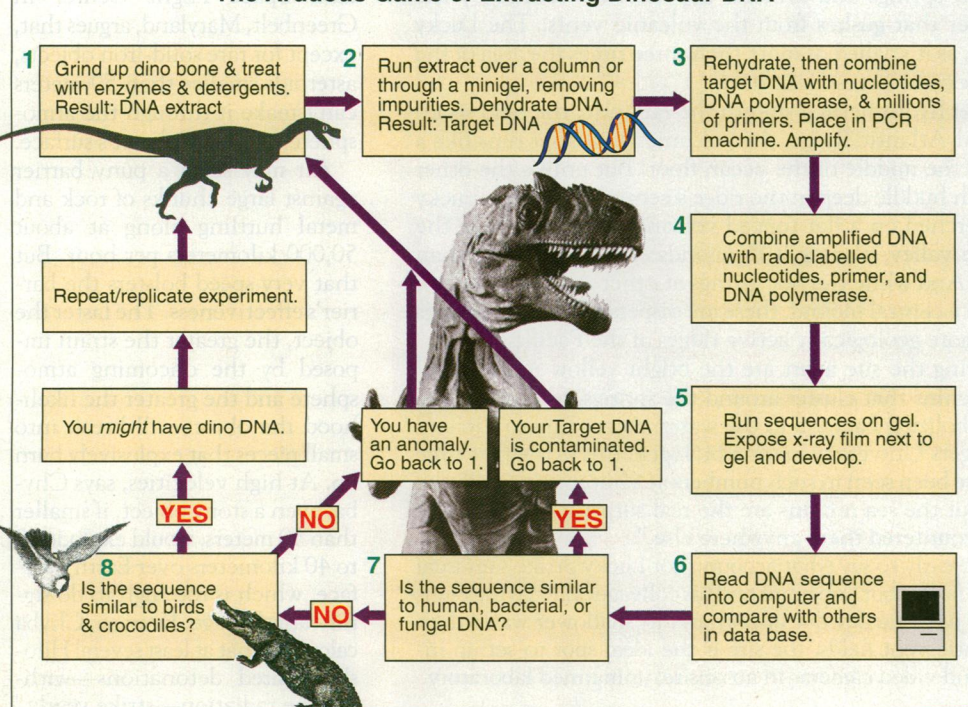 The Arduous Game of Extracting Dinosaur DNA
1
Grind up dino bone & treat
with enzymes & detergents.
Result: DNA extract
2
Run extract over a column or
through a minigel, removing
impurities. Dehydrate DNA.
Result: Target DNA
3
Rehydrate, then combine
target DNA with nucleotides,
DNA polymerase, & millions
of primers. Place in PCR
machine. Amplify.
4
Combine amplified DNA
with radio-labelled
nucleotides, primer, and
DNA polymerase.
5
Run sequences on gel.
Expose x-ray film next to
gel and develop.
6
Read DNA sequence
into computer and
compare with others
in data base.
7
Is the sequence similar
to human, bacterial, or
fungal DNA?
YES
Your Target DNA
is contaminated.
Go back to 1.
NO
8
Is the sequence
similar to birds
& crocodiles?
NO
You have
an anomaly.
Go back to 1.
YES
You might have dino DNA.
Repeat/replicate experiment.